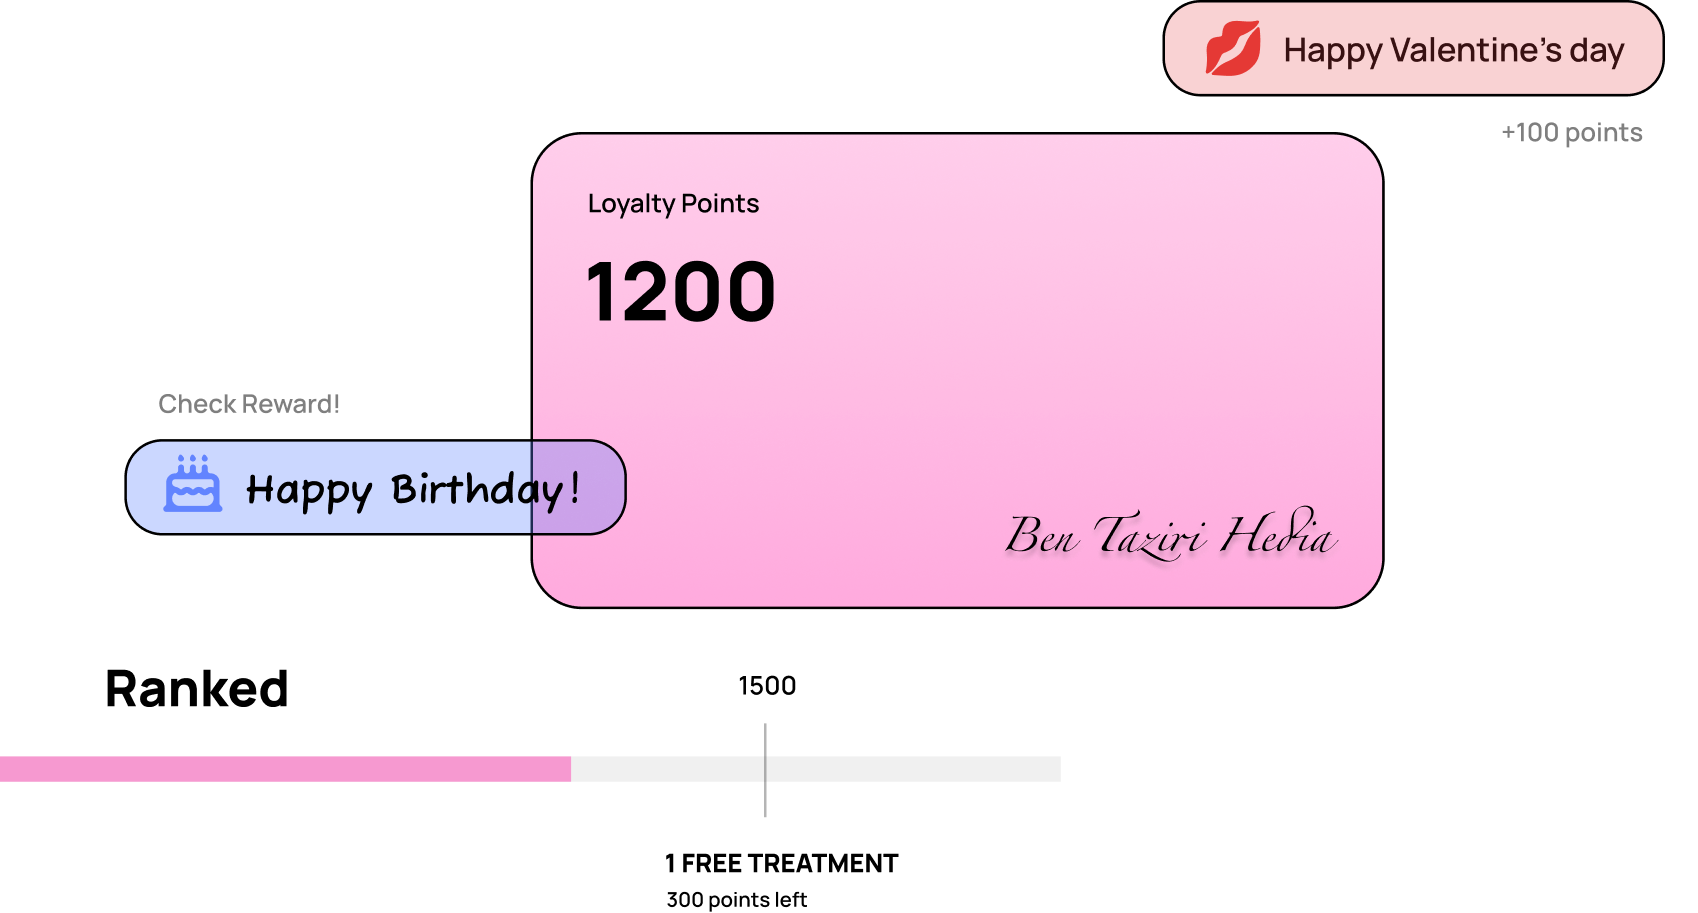 Happy Valentine's day
+100 points
Loyalty Points
1200
Check Reward!
Happy Birthday!
Ben Taziri Hedia
Ranked
1500
1 FREE TREATMENT
300 points left